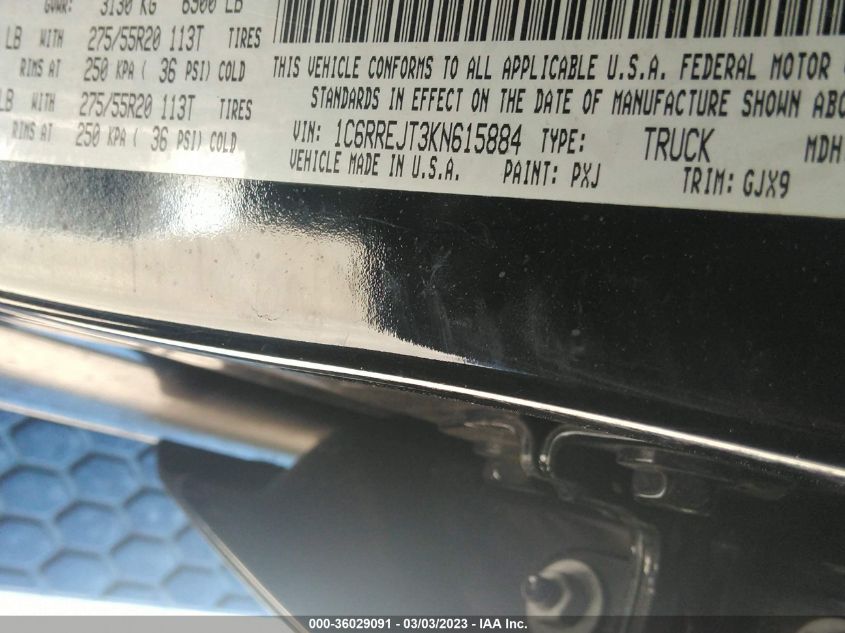 GVWR: 3130 KG 6900 LB
LB WITH 275/55R20 113T TIRES
RIMS AT 250 KPA ( 36 PSI) COLD
LB WITH 275/55R20 113T TIRES
RIMS AT 250 KPA ( 36 PSI) COLD
THIS VEHICLE CONFORMS TO ALL APPLICABLE U.S.A. FEDERAL MOTOR
STANDARDS IN EFFECT ON THE DATE OF MANUFACTURE SHOWN ABO
VIN: 1C6RREJT3KN615884 TYPE: TRUCK MDH
VEHICLE MADE IN U.S.A. PAINT: PXJ TRIM: GJX9
000-36029091 — 03/03/2023 — IAA Inc.